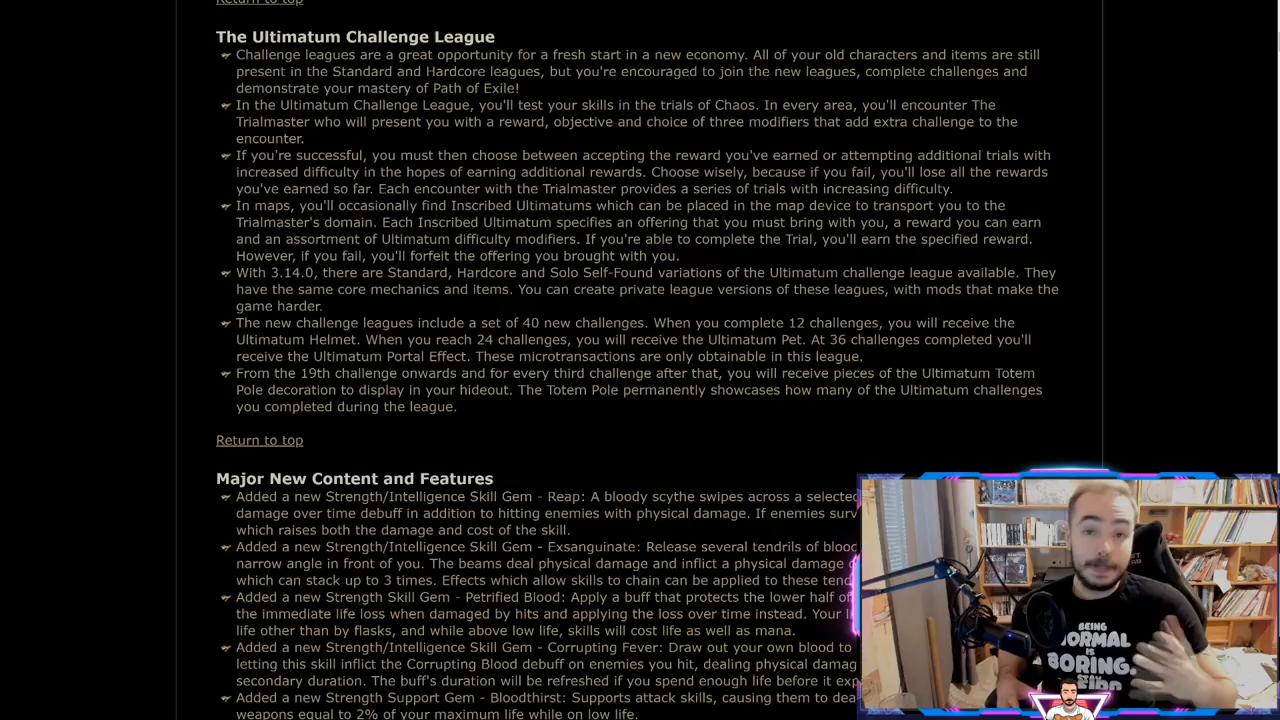 Return to top
The Ultimatum Challenge League
Challenge leagues are a great opportunity for a fresh start in a new economy. All of your old characters and items are still
present in the Standard and Hardcore leagues, but you're encouraged to join the new leagues, complete challenges and
demonstrate your mastery of Path of Exile!
In the Ultimatum Challenge League, you'll test your skills in the trials of Chaos. In every area, you'll encounter The
Trialmaster who will present you with a reward, objective and choice of three modifiers that add extra challenge to the
encounter.
If you're successful, you must then choose between accepting the reward you've earned or attempting additional trials with
increased difficulty in the hopes of earning additional rewards. Choose wisely, because if you fail, you'll lose all the rewards
you've earned so far. Each encounter with the Trialmaster provides a series of trials with increasing difficulty.
In maps, you'll occasionally find Inscribed Ultimatums which can be placed in the map device to transport you to the
Trialmaster's domain. Each Inscribed Ultimatum specifies an offering that you must bring with you, a reward you can earn
and an assortment of Ultimatum difficulty modifiers. If you're able to complete the Trial, you'll earn the specified reward.
However, if you fail, you'll forfeit the offering you brought with you.
With 3.14.0, there are Standard, Hardcore and Solo Self-Found variations of the Ultimatum challenge league available. They
have the same core mechanics and items. You can create private league versions of these leagues, with mods that make the
game harder.
The new challenge leagues include a set of 40 new challenges. When you complete 12 challenges, you will receive the
Ultimatum Helmet. When you reach 24 challenges, you will receive the Ultimatum Pet. At 36 challenges completed you'll
receive the Ultimatum Portal Effect. These microtransactions are only obtainable in this league.
From the 19th challenge onwards and for every third challenge after that, you will receive pieces of the Ultimatum Totem
Pole decoration to display in your hideout. The Totem Pole permanently showcases how many of the Ultimatum challenges
you completed during the league.
Return to top
Major New Content and Features
Added a new Strength/Intelligence Skill Gem - Reap: A bloody scythe swipes across a selected
damage over time debuff in addition to hitting enemies with physical damage. If enemies surv
which raises both the damage and cost of the skill.
Added a new Strength/Intelligence Skill Gem - Exsanguinate: Release several tendrils of blood
narrow angle in front of you. The beams deal physical damage and inflict a physical damage
which can stack up to 3 times. Effects which allow skills to chain can be applied to these tend
Added a new Strength Skill Gem - Petrified Blood: Apply a buff that protects the lower half of
the immediate life loss when damaged by hits and applying the loss over time instead. Your
life other than by flasks, and while above low life, skills will cost life as well as mana.
Added a new Strength/Intelligence Skill Gem - Corrupting Fever: Draw out your own blood to
letting this skill inflict the Corrupting Blood debuff on enemies you hit, dealing physical damag
secondary duration. The buff's duration will be refreshed if you spend enough life before it exp
Added a new Strength Support Gem - Bloodthirst: Supports attack skills, causing them to dea
weapons equal to 2% of your maximum life while on low life.
BEING
NORMAL
IS
BORING.